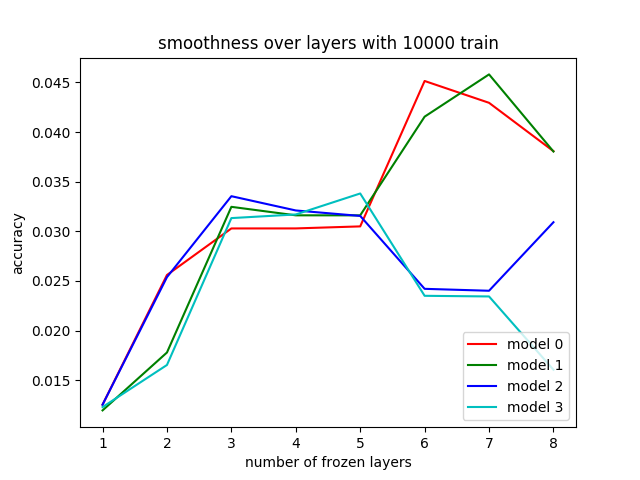 smoothness over layers with 10000 train
accuracy
0.045
0.040
0.035
0.030
0.025
0.020
0.015
1 2 3 4 5 6 7 8
number of frozen layers
model 0
model 1
model 2
model 3